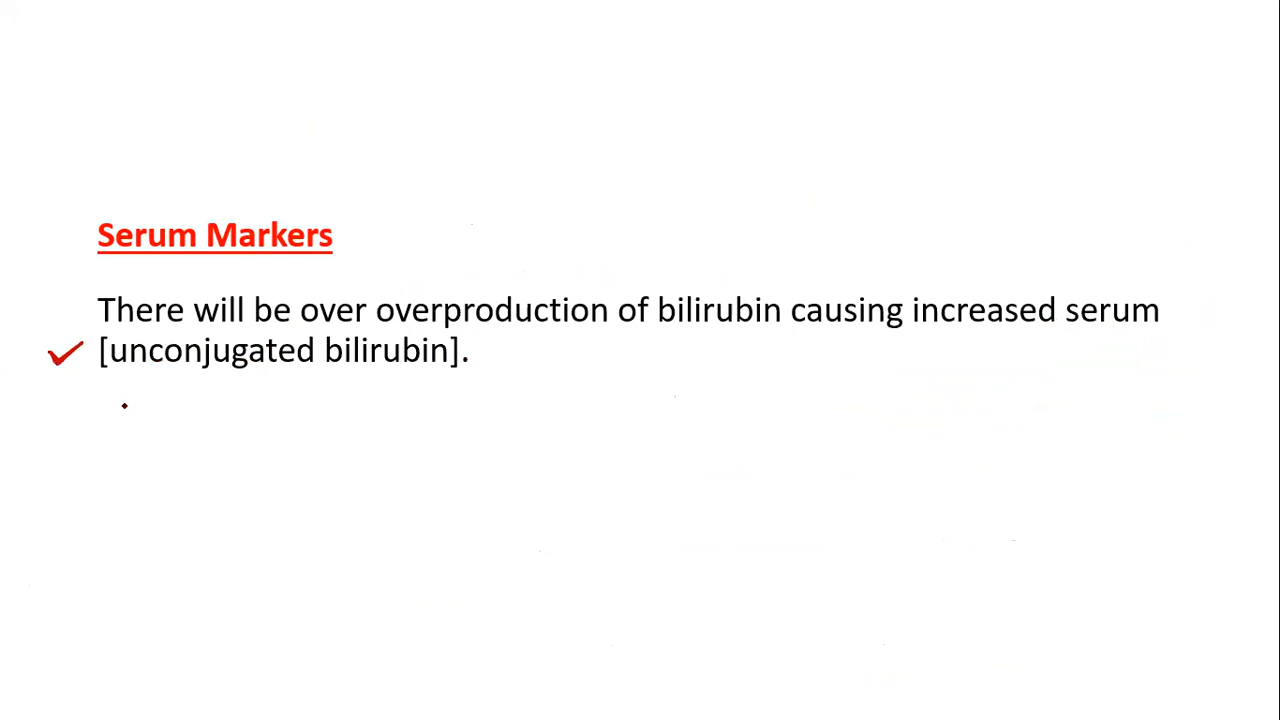 Serum Markers
There will be over overproduction of bilirubin causing increased serum
[unconjugated bilirubin].